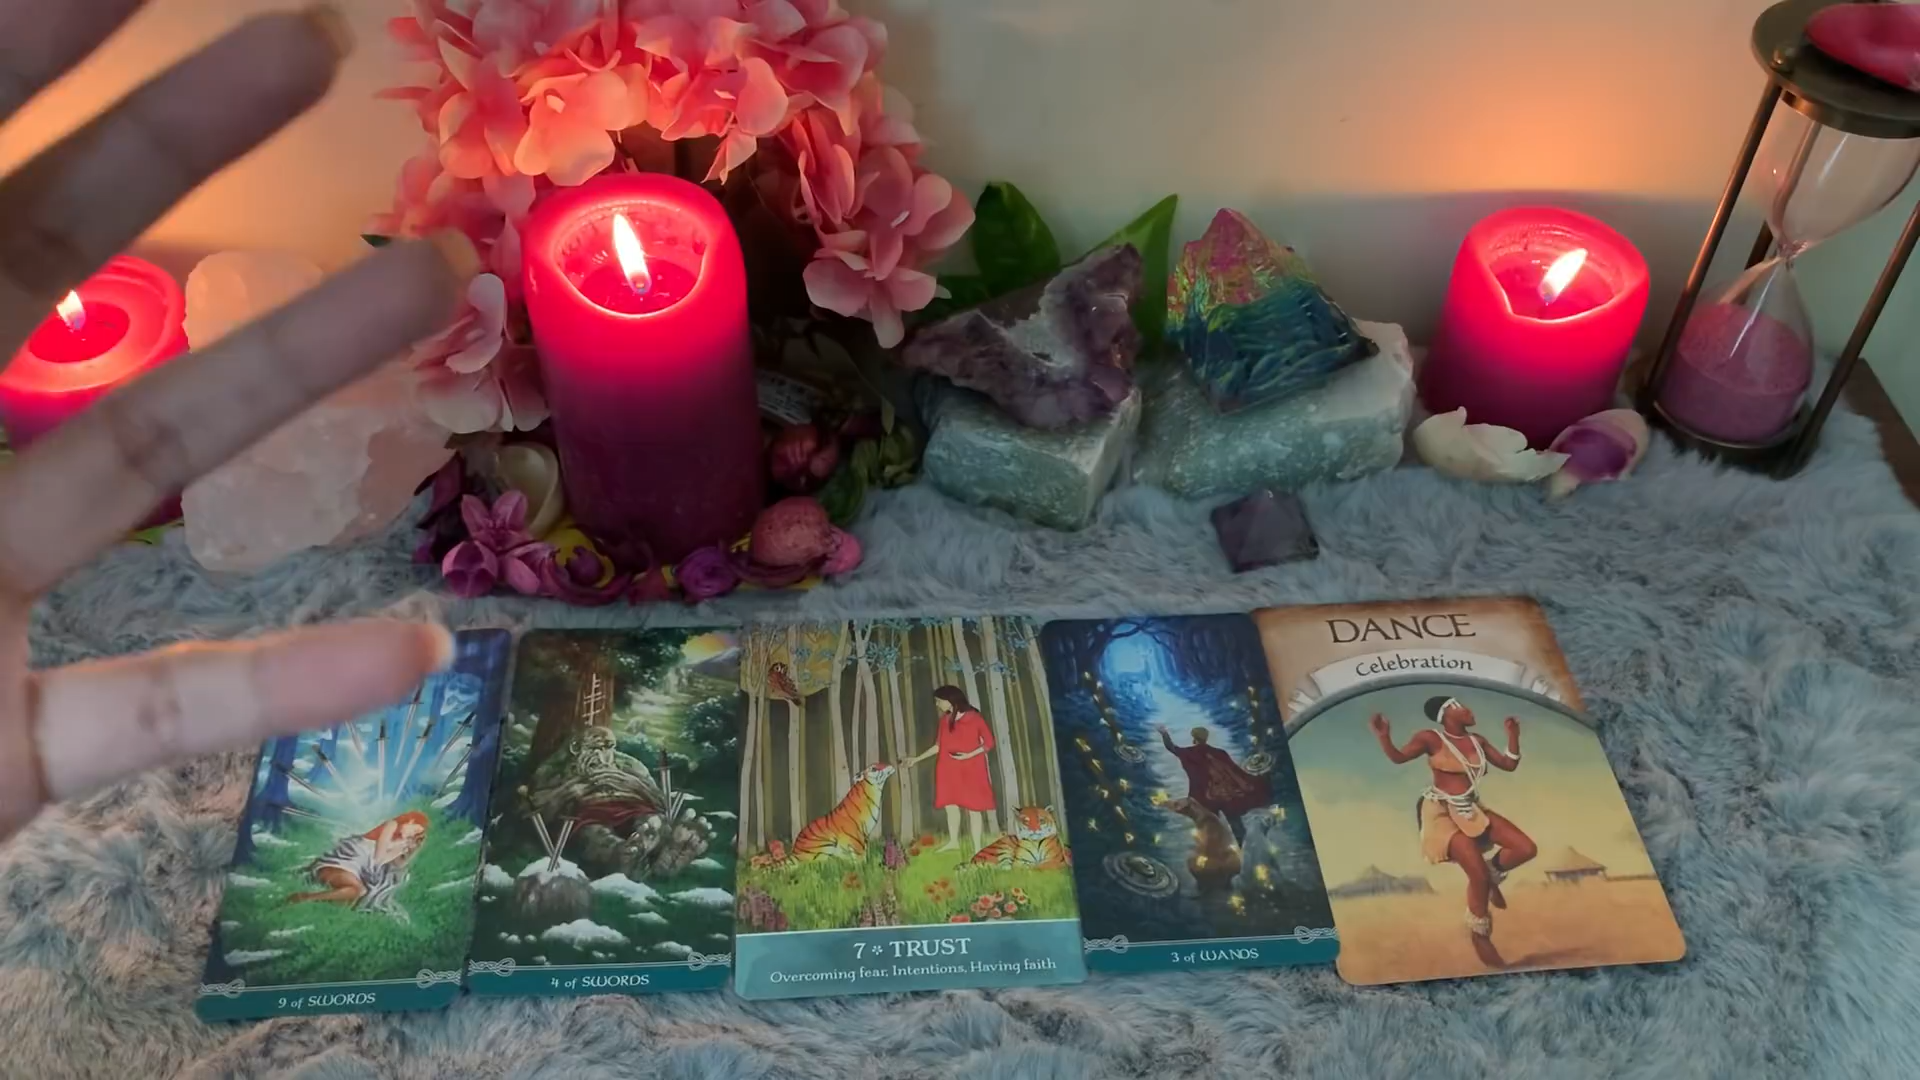 9 of SWORDS
4 of SWORDS
7 TRUST
Overcoming fear, Intentions, Having faith
3 of WANDS
DANCE
Celebration